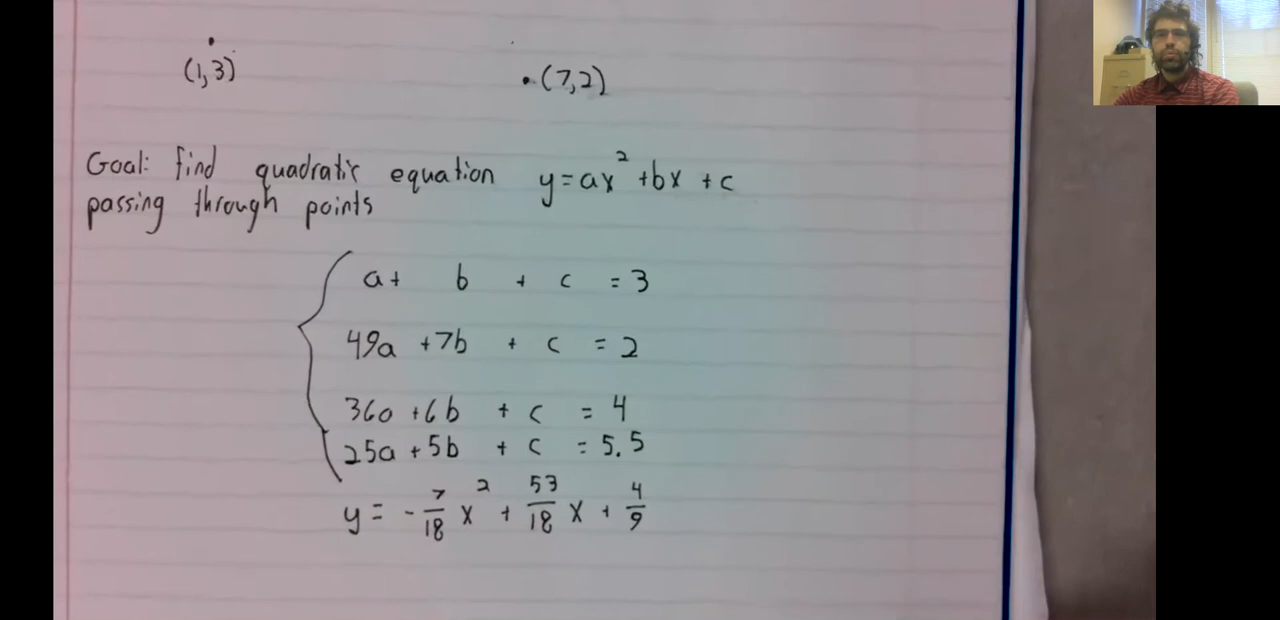 (1,3)
(7,2)
Goal: find quadratic equation y=ax²+bx+c
passing through points
a+ b + c = 3
49a +7b + c = 2
36a +6b + c = 4
25a +5b + c = 5.5
y = -7/18 x² + 53/18 x + 4/9